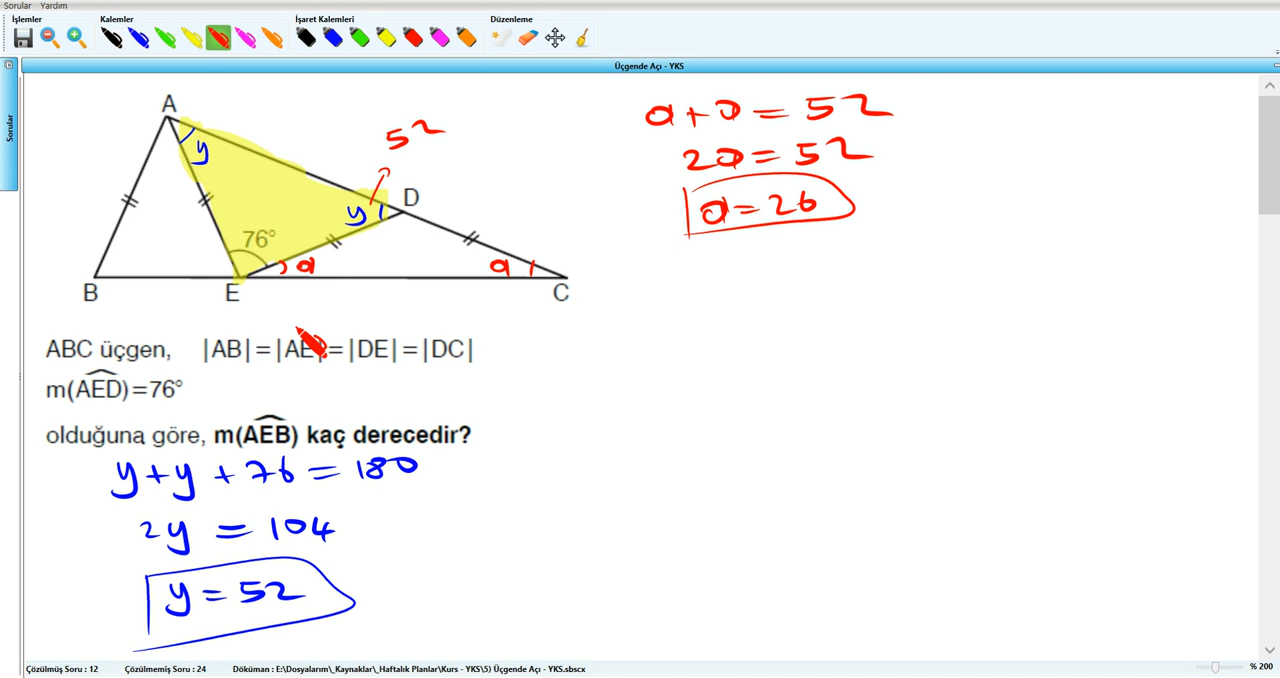 Sorular Yardım
İşlemler Kalemler İşaret Kalemleri Düzenleme
Üçgende Açı - YKS
Sorular
A
y
52
D
y
76°
a
a
B
E
C
a+a=52
2a=52
a=26
ABC üçgen, |AB|=|AE|=|DE|=|DC|
m(AED)=76°
olduğuna göre, m(AEB) kaç derecedir?
y+y+76=180
2y=104
y=52
Çözülmüş Soru : 12 Çözülmemiş Soru : 24 Döküman : E:\Dosyalarım\_Kaynaklar\_Haftalık Planlar\Kurs - YKS\5) Üçgende Açı - YKS.sbscx % 200